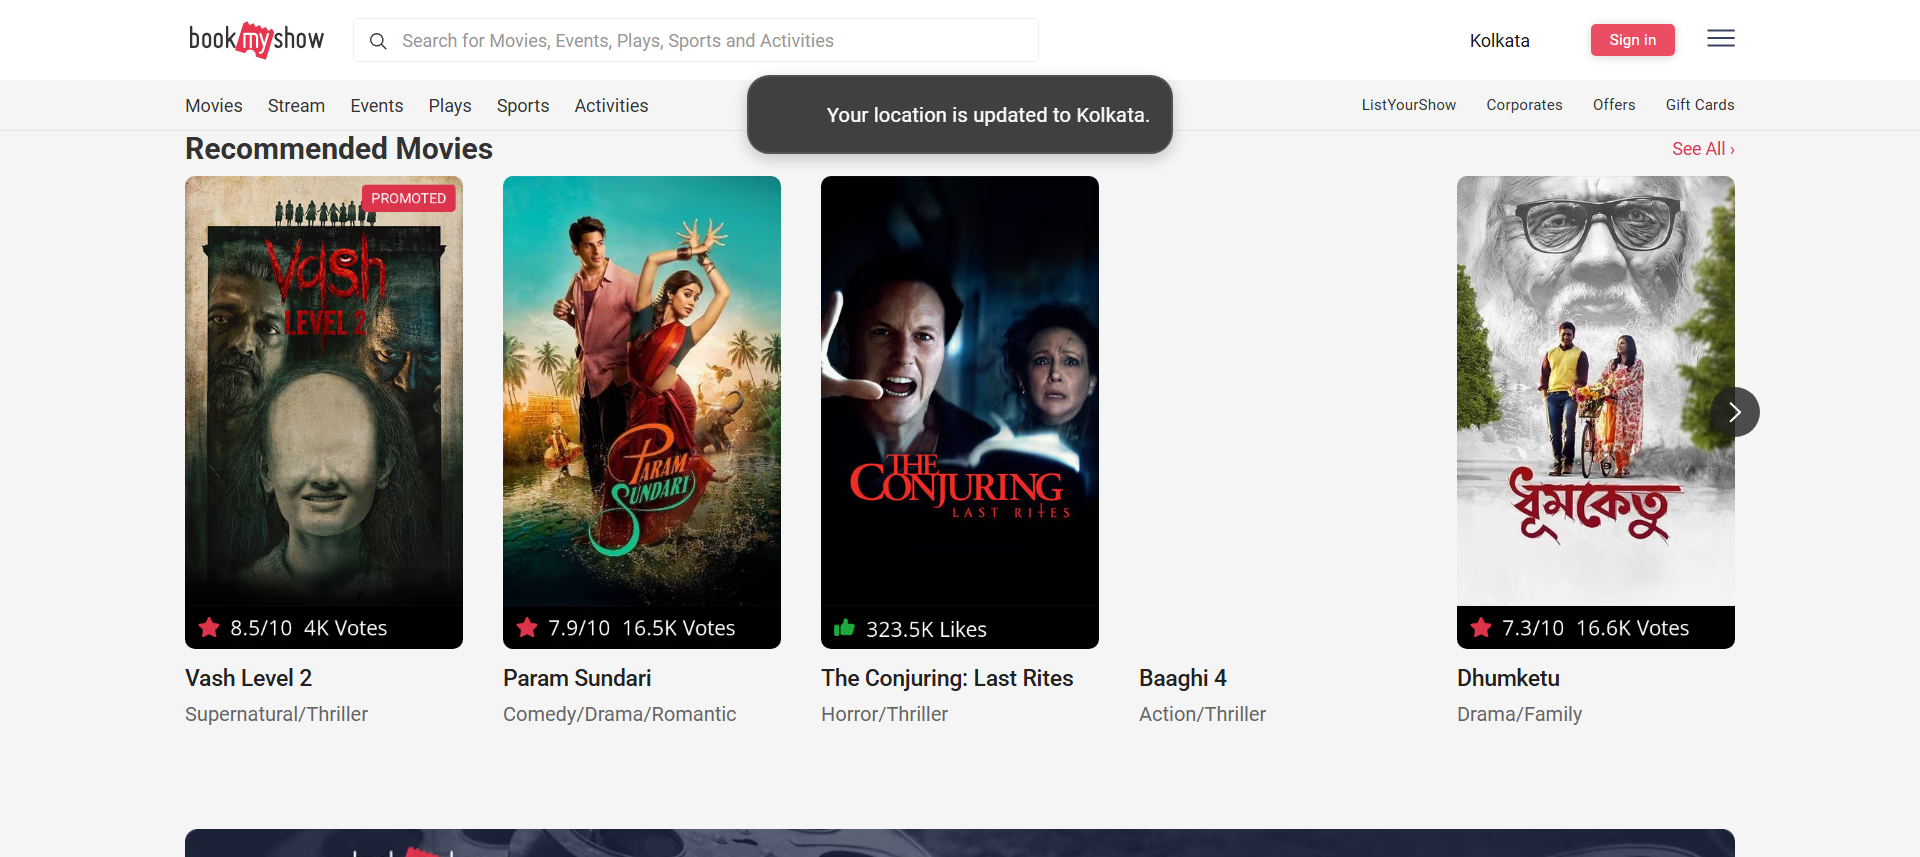 bookmyshow
Search for Movies, Events, Plays, Sports and Activities
Kolkata
Sign in
Movies
Stream
Events
Plays
Sports
Activities
Your location is updated to Kolkata.
ListYourShow
Corporates
Offers
Gift Cards
Recommended Movies
See All ›
PROMOTED
Vash
LEVEL 2
8.5/10 4K Votes
Vash Level 2
Supernatural/Thriller
PARAM
SUNDARI
7.9/10 16.5K Votes
Param Sundari
Comedy/Drama/Romantic
THE
CONJURING
LAST RITES
323.5K Likes
The Conjuring: Last Rites
Horror/Thriller
Baaghi 4
Action/Thriller
ধূমকেতু
7.3/10 16.6K Votes
Dhumketu
Drama/Family